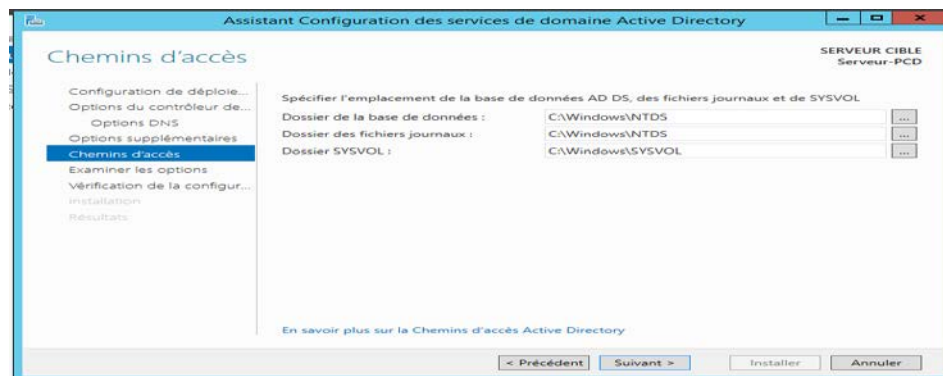 Assistant Configuration des services de domaine Active Directory
Chemins d'accès
SERVEUR CIBLE
Serveur-PCD
Configuration de déploie...
Options du contrôleur de...
Options DNS
Options supplémentaires
Chemins d'accès
Examiner les options
Vérification de la configur...
Installation
Résultats
Spécifier l'emplacement de la base de données AD DS, des fichiers journaux et de SYSVOL
Dossier de la base de données : C:\Windows\NTDS ...
Dossier des fichiers journaux : C:\Windows\NTDS ...
Dossier SYSVOL : C:\Windows\SYSVOL ...
En savoir plus sur la Chemins d'accès Active Directory
< Précédent Suivant > Installer Annuler